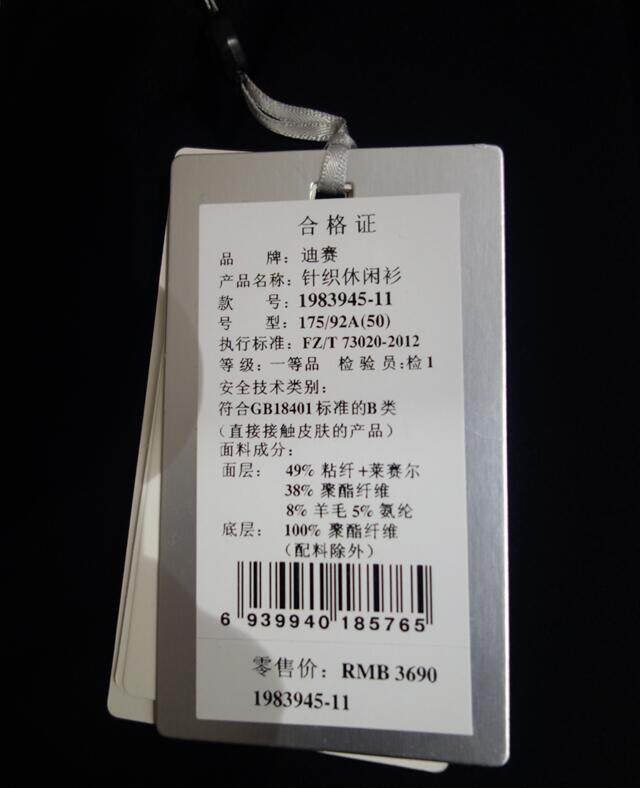 合格证
品 牌：迪赛
产品名称：针织休闲衫
款 号：1983945-11
号 型：175/92A(50)
执行标准：FZ/T 73020-2012
等级：一等品 检验员:检1
安全技术类别：
符合GB18401标准的B类
（直接接触皮肤的产品）
面料成分：
面层： 49% 粘纤+莱赛尔
38% 聚酯纤维
8% 羊毛 5% 氨纶
底层： 100% 聚酯纤维
（配料除外）
6 939940 185765
零售价：RMB 3690
1983945-11